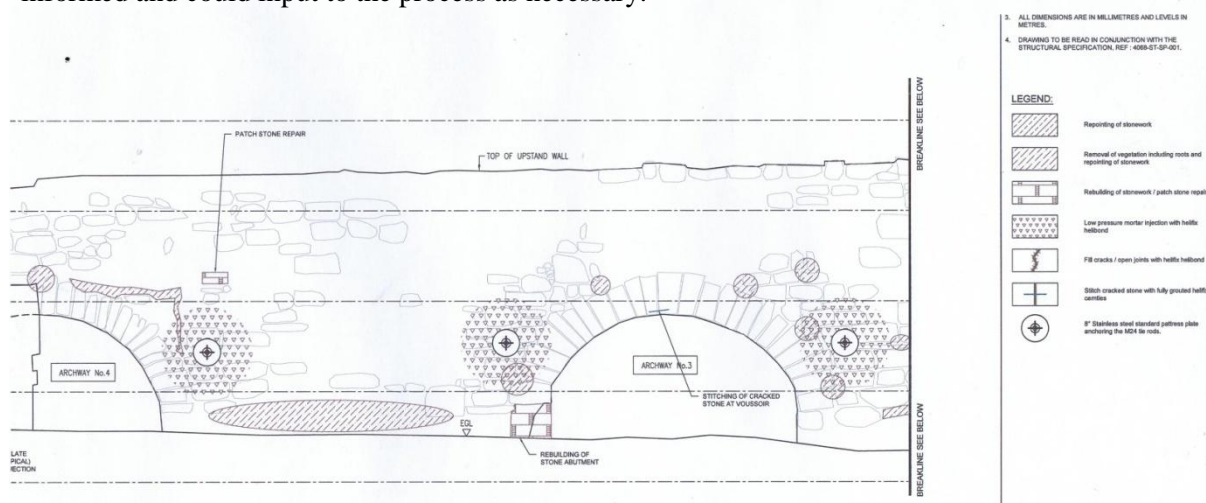 informed and could input to the process as necessary.
3. ALL DIMENSIONS ARE IN MILLIMETRES AND LEVELS IN
METRES.
4. DRAWING TO BE READ IN CONJUNCTION WITH THE
STRUCTURAL SPECIFICATION, REF : 4068-ST-SP-001.
PATCH STONE REPAIR
TOP OF UPSTAND WALL
BREAKLINE SEE BELOW
ARCHWAY No.4
ARCHWAY No.3
STITCHING OF CRACKED
STONE AT VOUSSOIR
EGL
REBUILDING OF
STONE ABUTMENT
LATE
PICAL)
IECTION
BREAKLINE SEE BELOW
LEGEND:
Repointing of stonework
Removal of vegetation including roots and
repointing of stonework
Rebuilding of stonework / patch stone repair
Low pressure mortar injection with helifix
helibond
Fill cracks / open joints with helifix helibond
Stitch cracked stone with fully grouted helifix
cemties
8" Stainless steel standard pattress plate
anchoring the M24 tie rods.